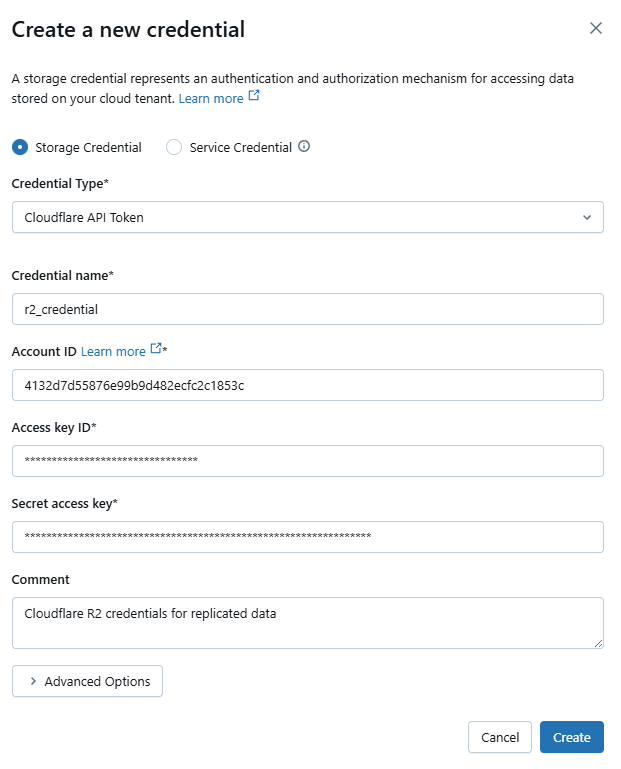 Create a new credential
A storage credential represents an authentication and authorization mechanism for accessing data
stored on your cloud tenant. Learn more
Storage Credential Service Credential
Credential Type*
Cloudflare API Token
Credential name*
r2_credential
Account ID Learn more *
4132d7d55876e99b9d482ecfc2c1853c
Access key ID*
********************************
Secret access key*
****************************************************************
Comment
Cloudflare R2 credentials for replicated data
Advanced Options
Cancel Create